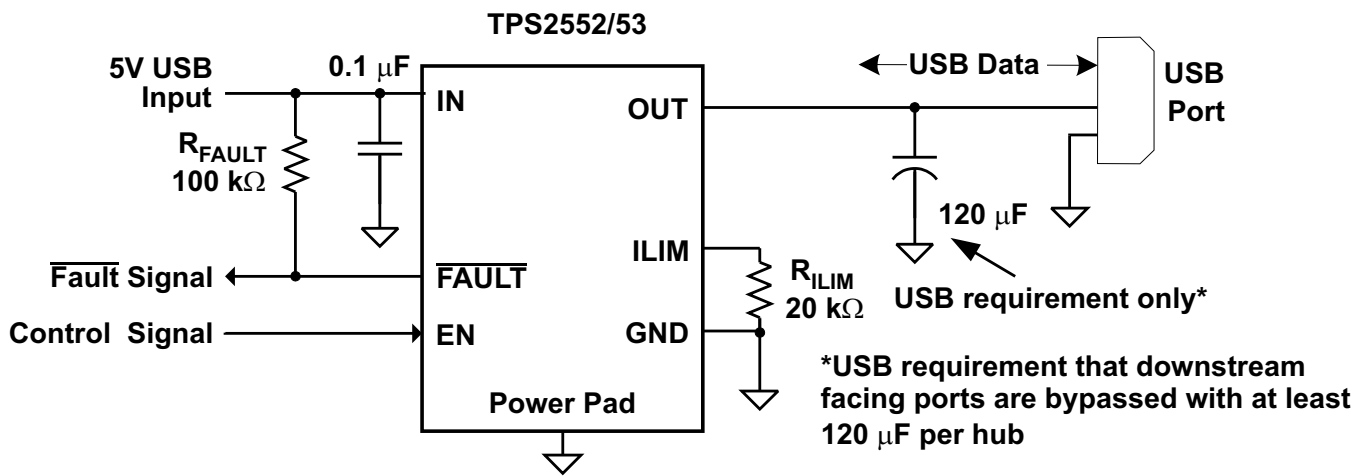 TPS2552/53
5V USB
Input
0.1 μF
R_FAULT
100 kΩ
IN
OUT
USB Data
USB
Port
120 μF
USB requirement only*
Fault Signal
FAULT
ILIM
R_ILIM
20 kΩ
Control Signal
EN
GND
Power Pad
*USB requirement that downstream
facing ports are bypassed with at least
120 μF per hub